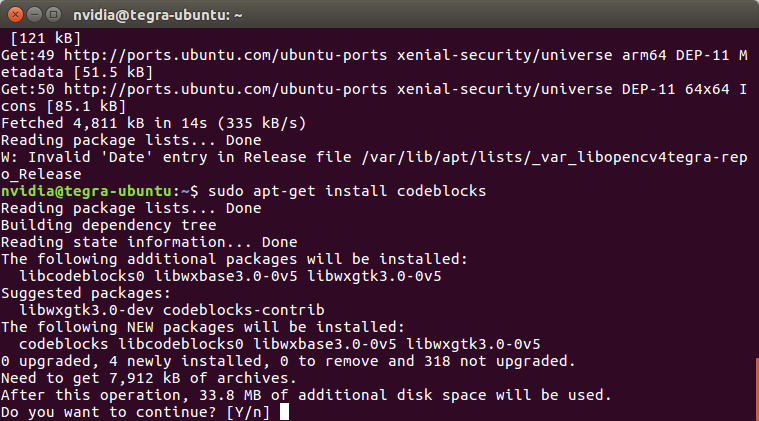 nvidia@tegra-ubuntu: ~
[121 kB]
Get:49 http://ports.ubuntu.com/ubuntu-ports xenial-security/universe arm64 DEP-11 M
etadata [51.5 kB]
Get:50 http://ports.ubuntu.com/ubuntu-ports xenial-security/universe DEP-11 64x64 I
cons [85.1 kB]
Fetched 4,811 kB in 14s (335 kB/s)
Reading package lists... Done
W: Invalid 'Date' entry in Release file /var/lib/apt/lists/_var_libopencv4tegra-rep
o_Release
nvidia@tegra-ubuntu:~$ sudo apt-get install codeblocks
Reading package lists... Done
Building dependency tree
Reading state information... Done
The following additional packages will be installed:
  libcodeblocks0 libwxbase3.0-0v5 libwxgtk3.0-0v5
Suggested packages:
  libwxgtk3.0-dev codeblocks-contrib
The following NEW packages will be installed:
  codeblocks libcodeblocks0 libwxbase3.0-0v5 libwxgtk3.0-0v5
0 upgraded, 4 newly installed, 0 to remove and 318 not upgraded.
Need to get 7,912 kB of archives.
After this operation, 33.8 MB of additional disk space will be used.
Do you want to continue? [Y/n]